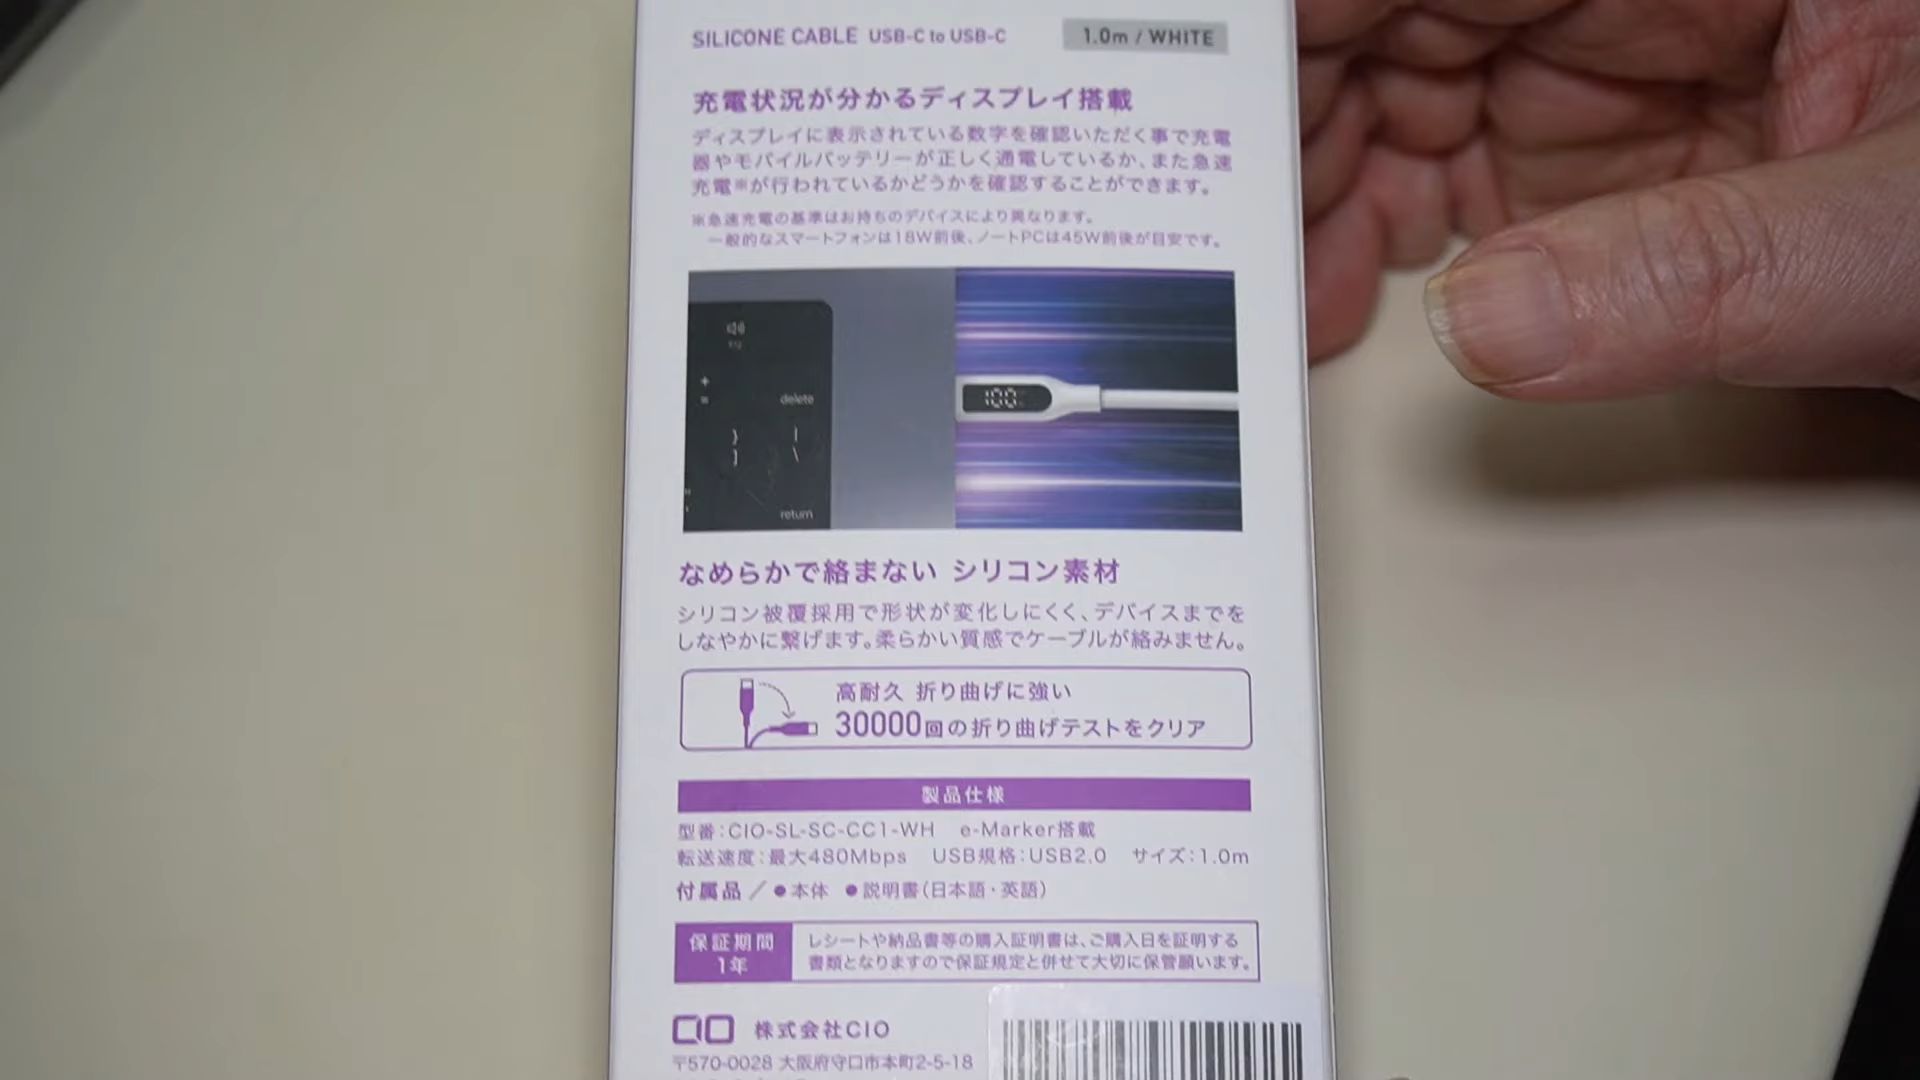 SILICONE CABLE USB-C to USB-C 1.0m / WHITE
充電状況が分かるディスプレイ搭載
ディスプレイに表示されている数字を確認いただく事で充電
器やモバイルバッテリーが正しく通電しているか、また急速
充電※が行われているかどうかを確認することができます。
※急速充電の基準はお持ちのデバイスにより異なります。
一般的なスマートフォンは18W前後、ノートPCは45W前後が目安です。
+
=
delete
}
]
|
\
return
100
なめらかで絡まない シリコン素材
シリコン被覆採用で形状が変化しにくく、デバイスまでを
しなやかに繋げます。柔らかい質感でケーブルが絡みません。
高耐久 折り曲げに強い
30000回の折り曲げテストをクリア
製品仕様
型番:CIO-SL-SC-CC1-WH e-Marker搭載
転送速度:最大480Mbps USB規格:USB2.0 サイズ:1.0m
付属品/●本体 ●説明書(日本語・英語)
保証期間
1年
レシートや納品書等の購入証明書は、ご購入日を証明する
書類となりますので保証規定と併せて大切に保管願います。
CIO 株式会社CIO
〒570-0028 大阪府守口市本町2-5-18